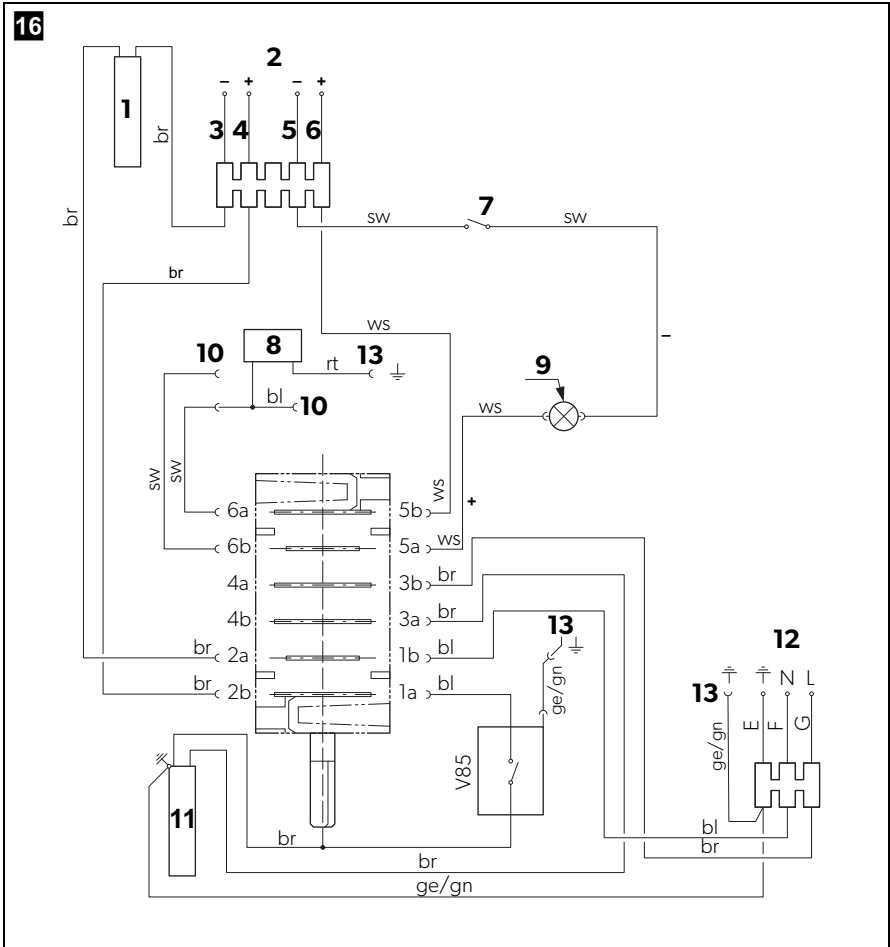 16
2
– + – +
1
3 4 5 6
br
br
7
sw sw
br
ws
–
8
10 rt 13
9
bl 10
ws
sw sw
ws
+
6a 5b
6b 5a ws
4a 3b br
4b 3a br
13
12
br 2a 1b bl
br 2b 1a bl
ge/gn
13 N L
ge/gn E F G
V85
11
br
bl
br
br
ge/gn